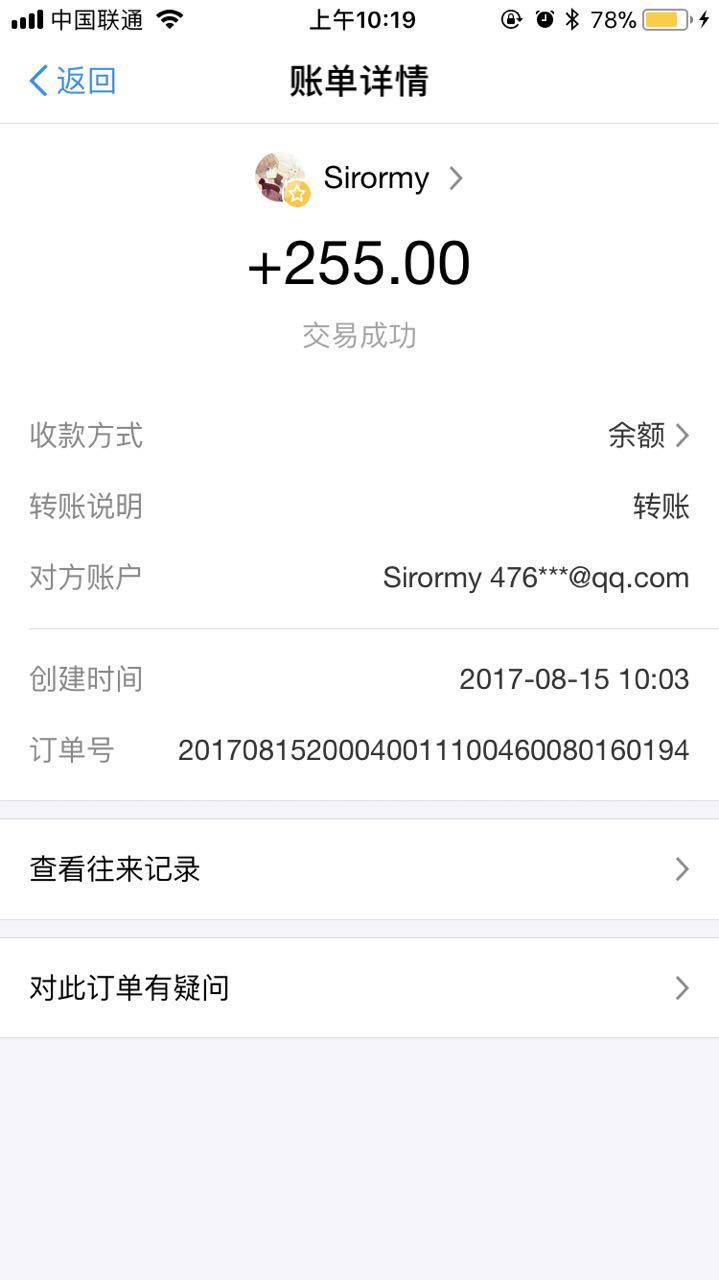 中国联通 上午10:19 78%
返回 账单详情
Sirormy
+255.00
交易成功
收款方式 余额
转账说明 转账
对方账户 Sirormy 476***@qq.com
创建时间 2017-08-15 10:03
订单号 20170815200040011100460080160194
查看往来记录
对此订单有疑问